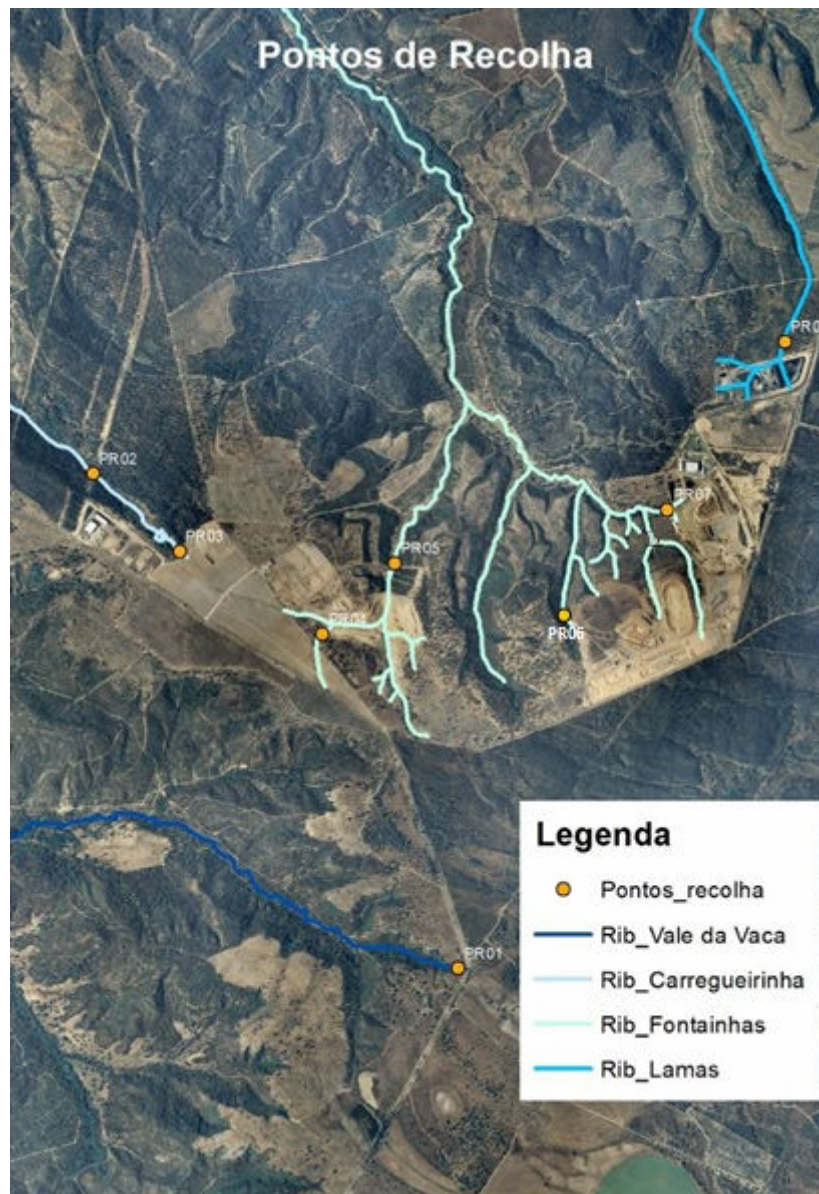 Pontos de Recolha
PR02
PR03
PR05
PR07
PR06
PR01
Legenda
Pontos_recolha
Rib_Vale da Vaca
Rib_Carregueirinha
Rib_Fontainhas
Rib_Lamas